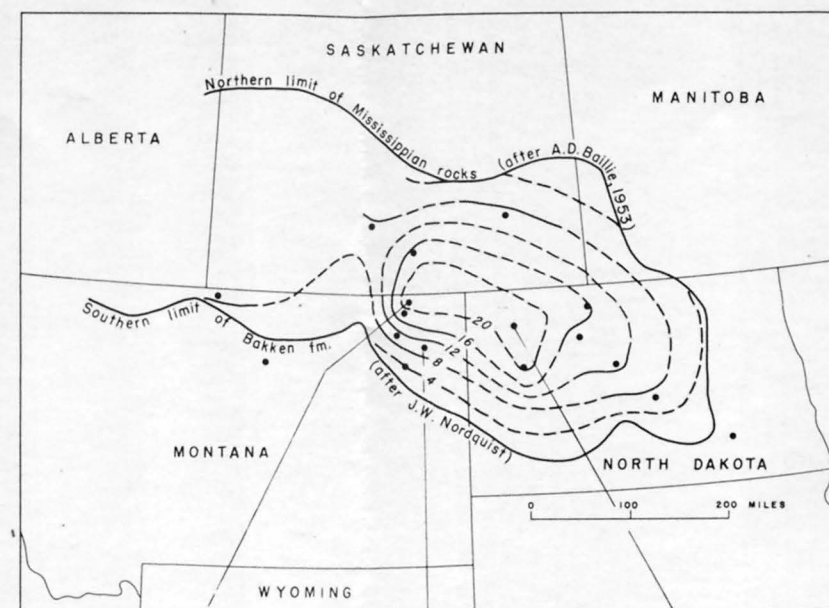 SASKATCHEWAN
MANITOBA
ALBERTA
Northern limit of Mississippian rocks (after A.D. Baillie, 1953)
Southern limit of Bakken fm. (after J.W. Nordquist)
20
16
12
8
4
MONTANA
NORTH DAKOTA
0 100 200 MILES
WYOMING